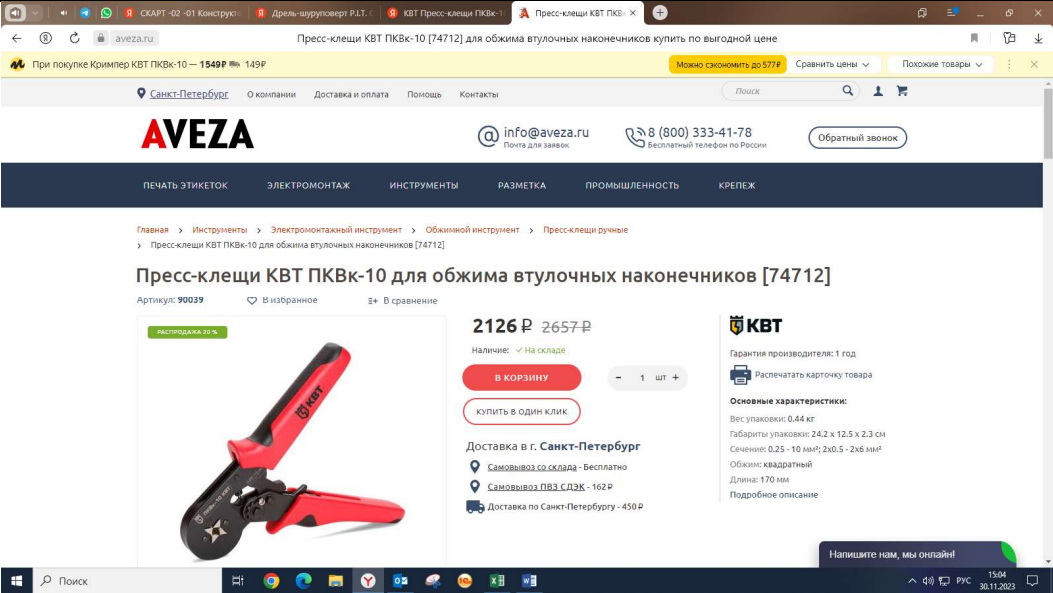 СКАРТ -02 -01 Конструкто
Дрель-шуруповерт P.I.T. C
КВТ Пресс-клещи ПКВк-1
Пресс-клещи КВТ ПКВк
aveza.ru
Пресс-клещи КВТ ПКВк-10 [74712] для обжима втулочных наконечников купить по выгодной цене
При покупке Кримпер КВТ ПКВк-10 — 1549₽ 149₽
Можно сэкономить до 577₽
Сравнить цены
Похожие товары
Санкт-Петербург
О компании
Доставка и оплата
Помощь
Контакты
Поиск
AVEZA
info@aveza.ru
Почта для заявок
8 (800) 333-41-78
Бесплатный телефон по России
Обратный звонок
ПЕЧАТЬ ЭТИКЕТОК
ЭЛЕКТРОМОНТАЖ
ИНСТРУМЕНТЫ
РАЗМЕТКА
ПРОМЫШЛЕННОСТЬ
КРЕПЕЖ
Главная > Инструменты > Электромонтажный инструмент > Обжимной инструмент > Пресс-клещи ручные
> Пресс-клещи КВТ ПКВк-10 для обжима втулочных наконечников [74712]
Пресс-клещи КВТ ПКВк-10 для обжима втулочных наконечников [74712]
Артикул: 90039
В избранное
В сравнение
РАСПРОДАЖА 20 %
КВТ
ПКВк-10 КВТ
2126 ₽ 2657 ₽
Наличие: На складе
В КОРЗИНУ
- 1 шт +
КУПИТЬ В ОДИН КЛИК
Доставка в г. Санкт-Петербург
Самовывоз со склада - Бесплатно
Самовывоз ПВЗ СДЭК - 162 ₽
Доставка по Санкт-Петербургу - 450 ₽
КВТ
Гарантия производителя: 1 год
Распечатать карточку товара
Основные характеристики:
Вес упаковки: 0.44 кг
Габариты упаковки: 24.2 x 12.5 x 2.3 см
Сечение: 0.25 - 10 мм²; 2x0.5 - 2x6 мм²
Обжим: квадратный
Длина: 170 мм
Подробное описание
Напишите нам, мы онлайн!
Поиск
РУС
15:04
30.11.2023